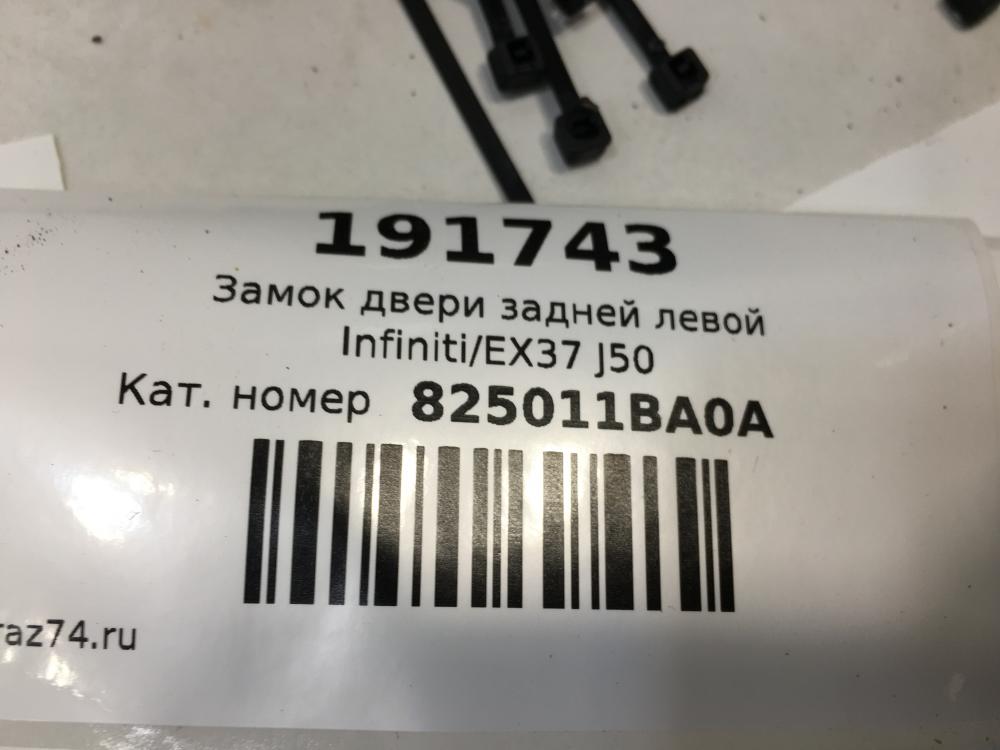 191743
Замок двери задней левой
Infiniti/EX37 J50
Кат. номер 825011BA0A
raz74.ru